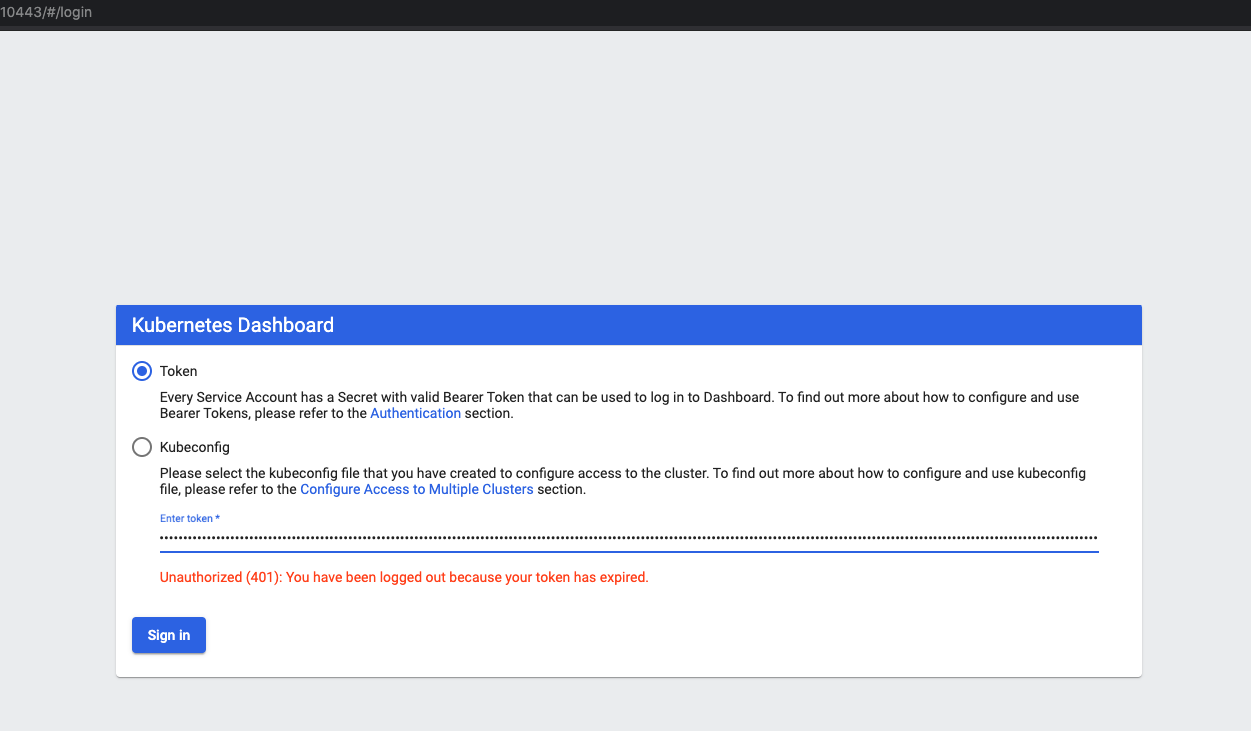 10443/#/login
Kubernetes Dashboard
Token
Every Service Account has a Secret with valid Bearer Token that can be used to log in to Dashboard. To find out more about how to configure and use
Bearer Tokens, please refer to the Authentication section.
Kubeconfig
Please select the kubeconfig file that you have created to configure access to the cluster. To find out more about how to configure and use kubeconfig
file, please refer to the Configure Access to Multiple Clusters section.
Enter token *
Unauthorized (401): You have been logged out because your token has expired.
Sign in